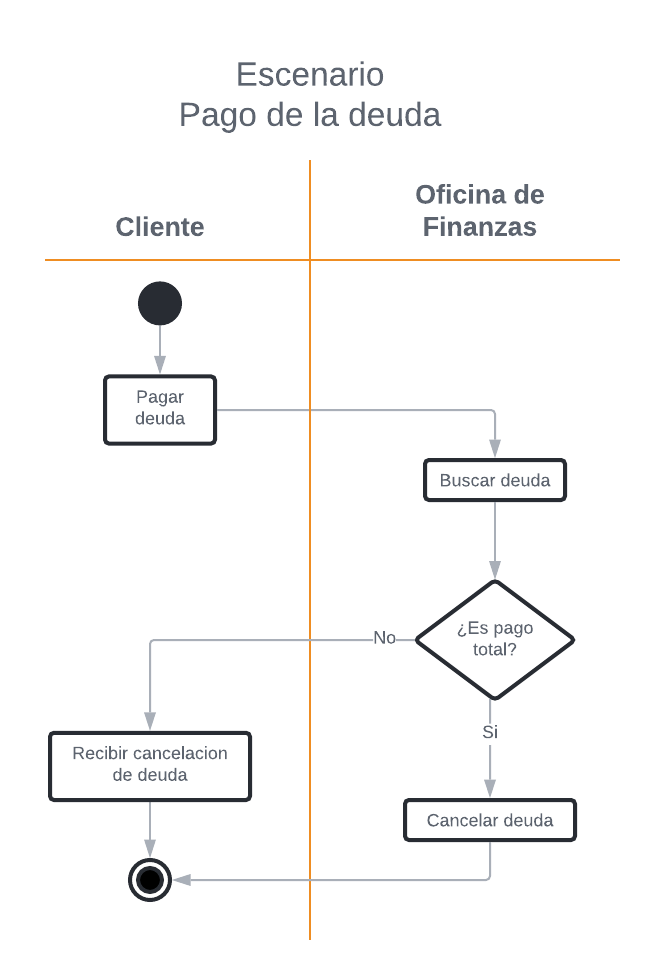 Escenario
Pago de la deuda
Cliente
Oficina de
Finanzas
Pagar
deuda
Buscar deuda
¿Es pago
total?
No
Si
Recibir cancelacion
de deuda
Cancelar deuda